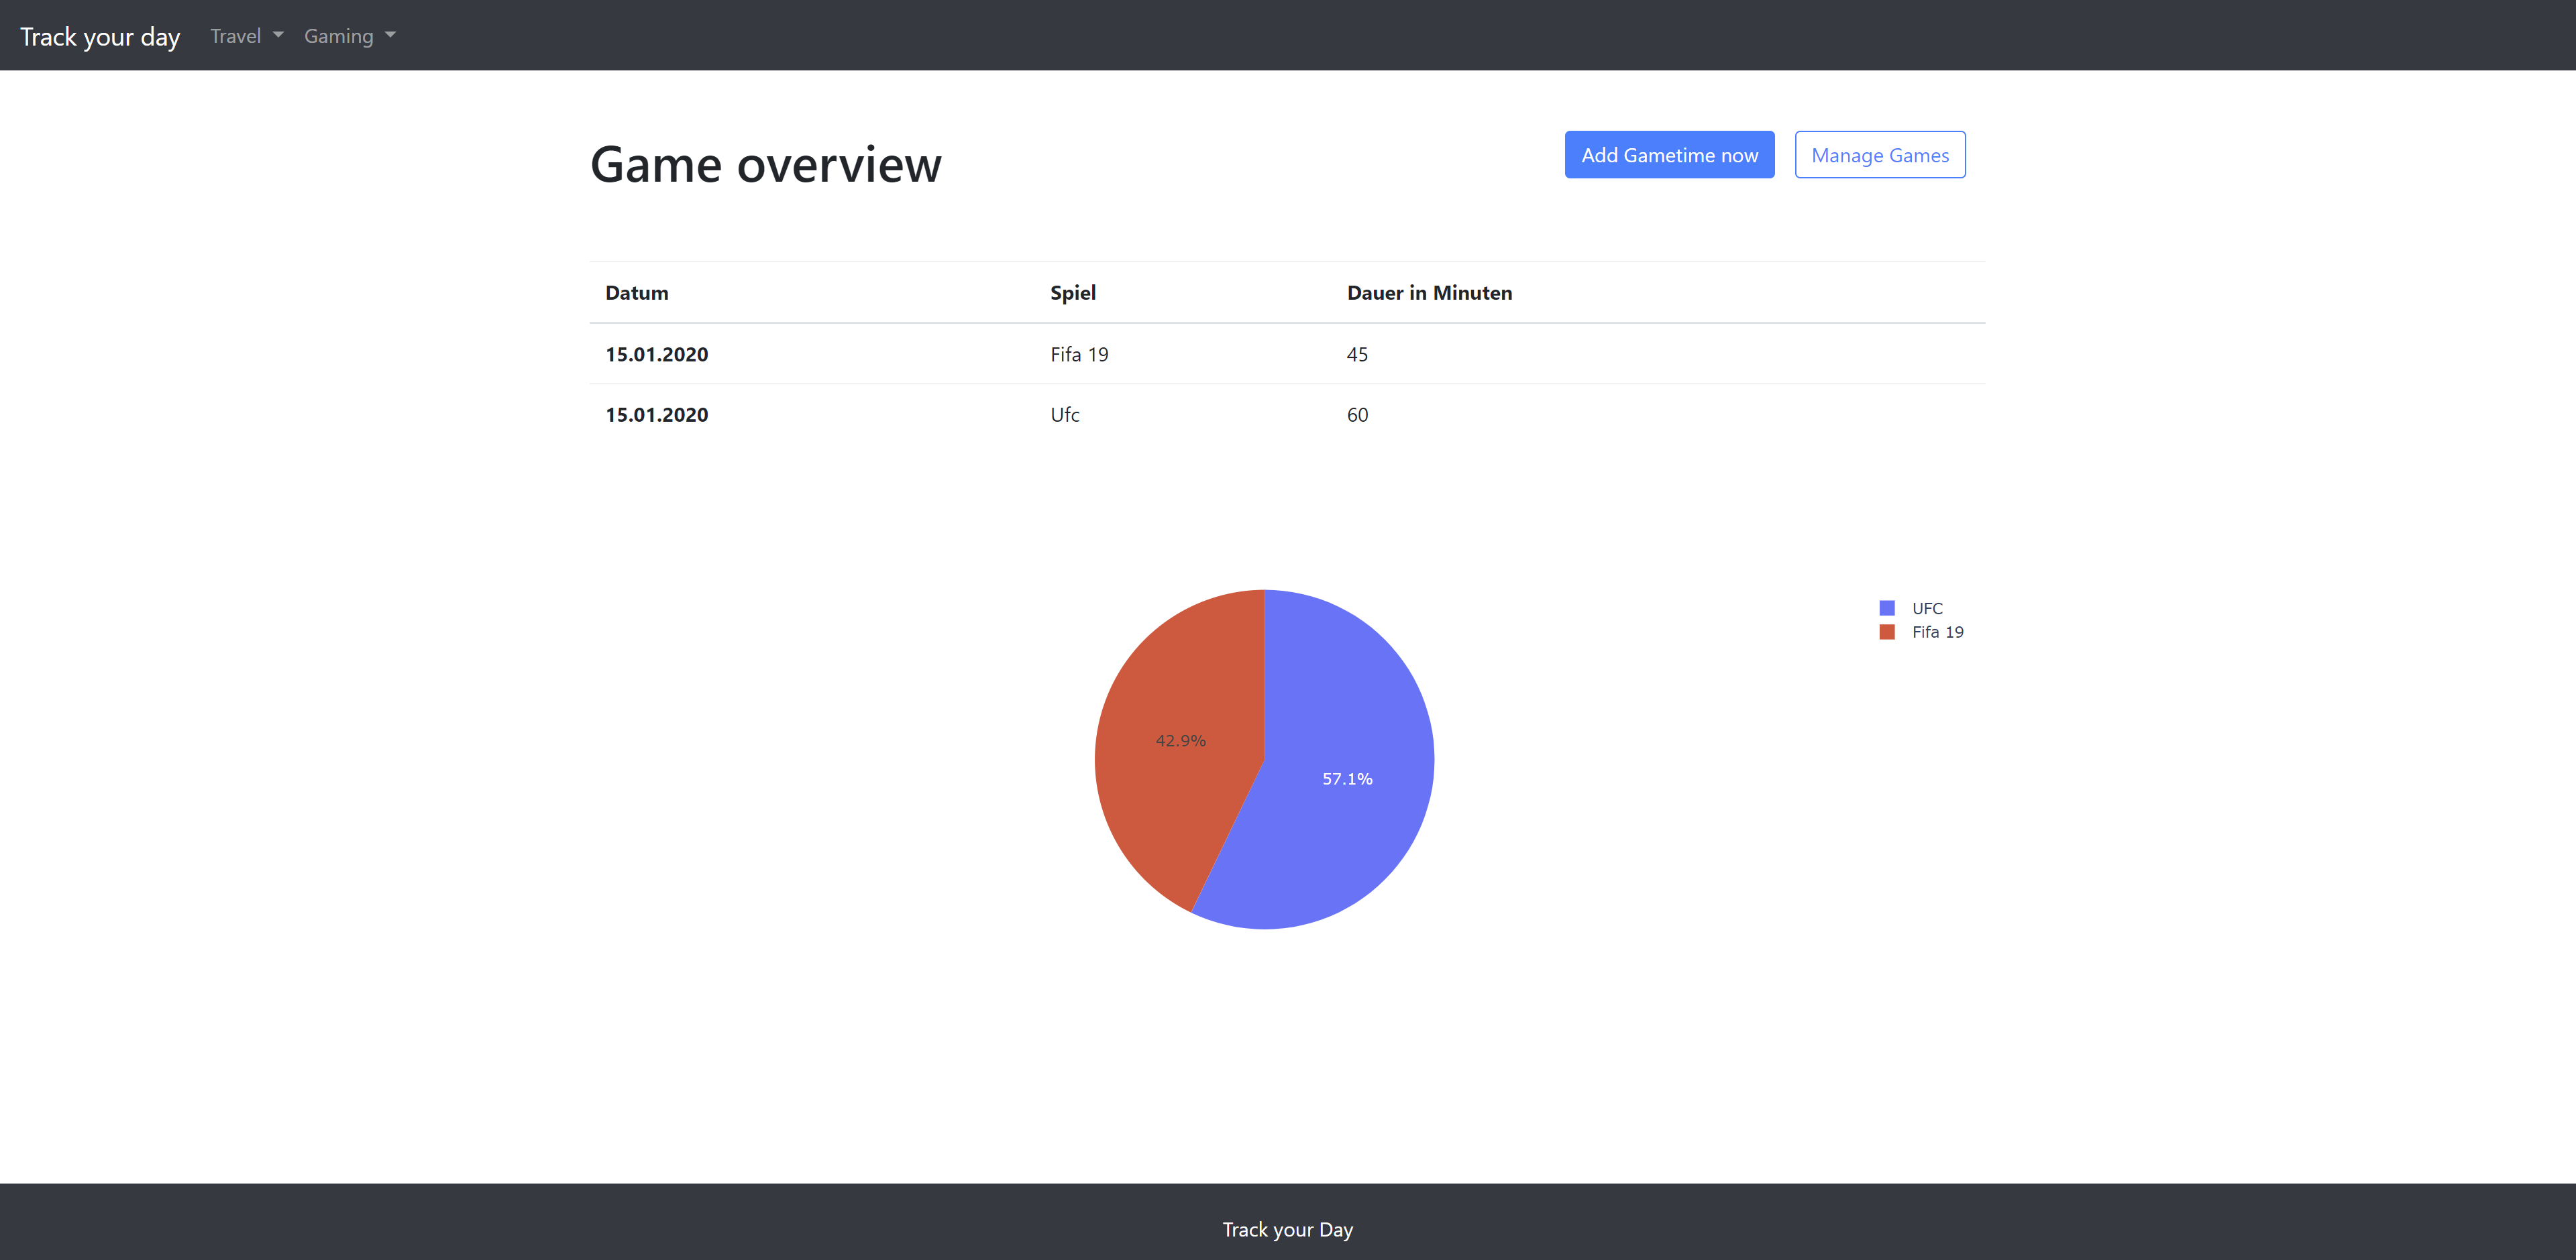 Track your day Travel Gaming
Game overview
Add Gametime now Manage Games
Datum Spiel Dauer in Minuten
15.01.2020 Fifa 19 45
15.01.2020 Ufc 60
UFC
Fifa 19
42.9%
57.1%
Track your Day